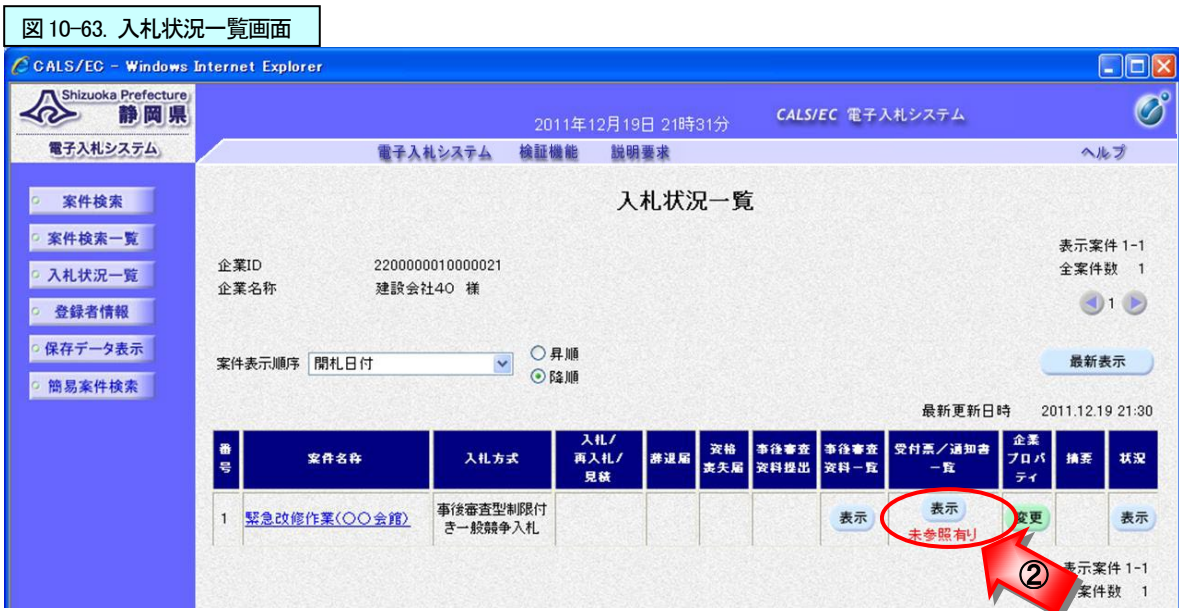 図 10-63. 入札状況一覧画面
CALS/EC - Windows Internet Explorer
Shizuoka Prefecture
静岡県
電子入札システム
2011年12月19日 21時31分
CALS/EC 電子入札システム
電子入札システム 検証機能 説明要求 ヘルプ
案件検索
案件検索一覧
入札状況一覧
登録者情報
保存データ表示
簡易案件検索
入札状況一覧
表示案件 1-1
全案件数 1
1
企業ID 2200000010000021
企業名称 建設会社40 様
案件表示順序 開札日付
昇順
降順
最新表示
最新更新日時 2011.12.19 21:30
番号 案件名称 入札方式 入札/再入札/見積 辞退届 資格喪失届 事後審査資料提出 事後審査資料一覧 受付票/通知書一覧 企業プロパティ 摘要 状況
1 緊急改修作業(〇〇会館) 事後審査型制限付き一般競争入札 表示 表示 未参照有り 変更 表示
②
表示案件 1-1
案件数 1